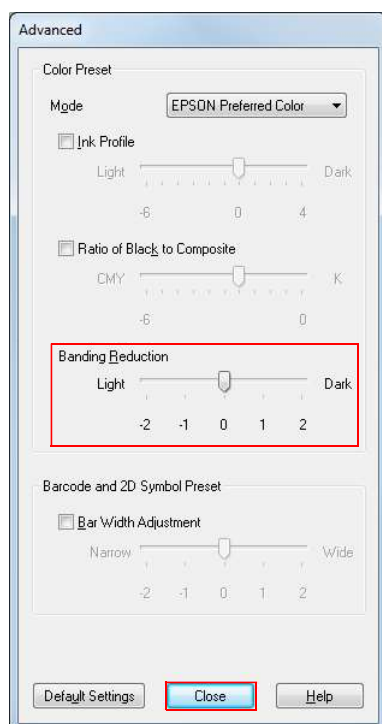 Advanced
Color Preset
Mode EPSON Preferred Color
Ink Profile
Light Dark
-6 0 4
Ratio of Black to Composite
CMY K
-6 0
Banding Reduction
Light Dark
-2 -1 0 1 2
Barcode and 2D Symbol Preset
Bar Width Adjustment
Narrow Wide
-2 -1 0 1 2
Default Settings Close Help